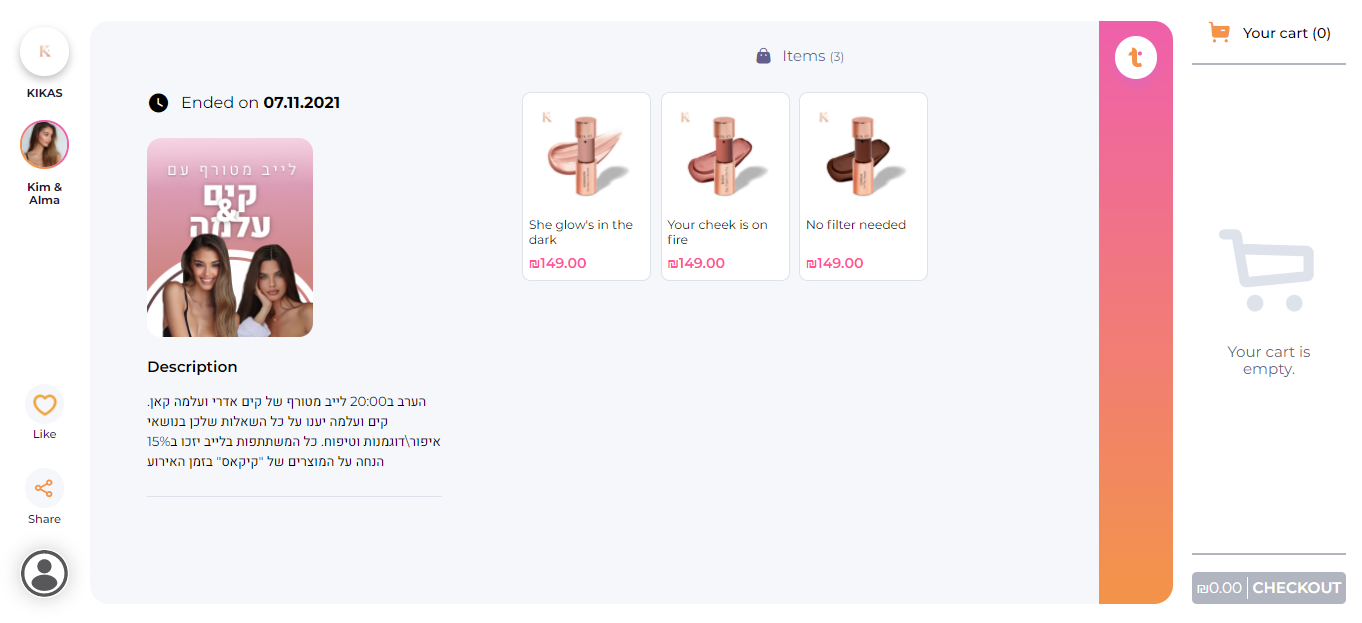 K
KIKAS
Kim &
Alma
Like
Share
Ended on 07.11.2021
לייב מטורף עם
קים
&
עלמה
Description
הערב ב20:00 לייב מטורף של קים אדרי ועלמה קאן.
קים ועלמה יענו על כל השאלות שלכן בנושאי
איפור\דוגמנות וטיפוח. כל המשתתפות בלייב יזכו ב15%
הנחה על המוצרים של "קיקאס" בזמן האירוע
Items (3)
K
She glow's in the
dark
₪149.00
K
Your cheek is on
fire
₪149.00
K
No filter needed
₪149.00
t
Your cart (0)
Your cart is
empty.
₪0.00 CHECKOUT